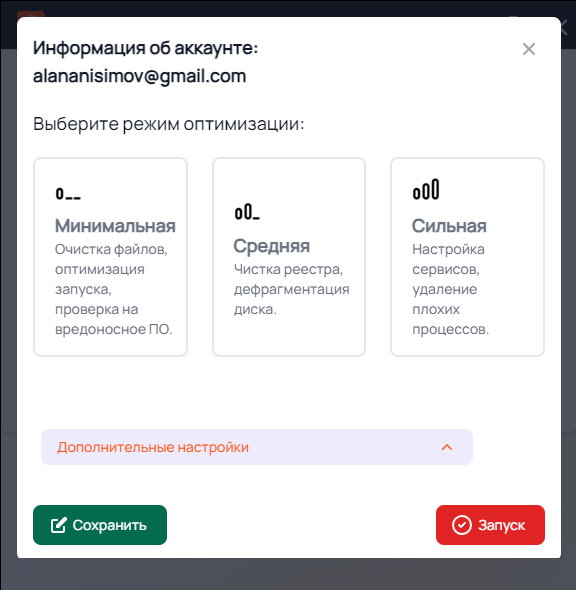 Информация об аккаунте:
alananisimov@gmail.com
Выберите режим оптимизации:
Минимальная
Очистка файлов,
оптимизация
запуска,
проверка на
вредоносное ПО.
Средняя
Чистка реестра,
дефрагментация
диска.
Сильная
Настройка
сервисов,
удаление
плохих
процессов.
Дополнительные настройки
Сохранить
Запуск